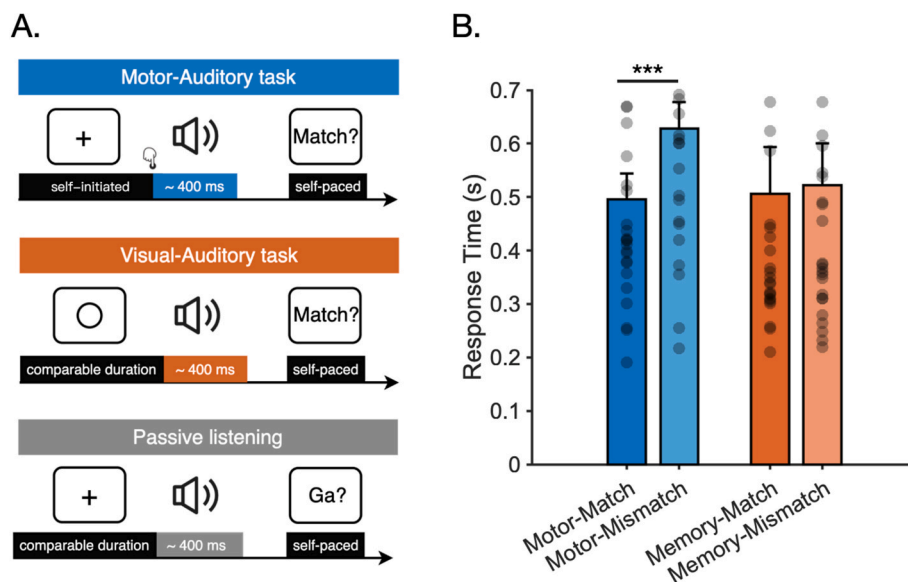 A.
Motor-Auditory task
+
Match?
self-initiated
~ 400 ms
self-paced
Visual-Auditory task
Match?
comparable duration
~ 400 ms
self-paced
Passive listening
+
Ga?
comparable duration
~ 400 ms
self-paced
B.
***
Response Time (s)
0.7
0.6
0.5
0.4
0.3
0.2
0.1
0
Motor-Match
Motor-Mismatch
Memory-Match
Memory-Mismatch